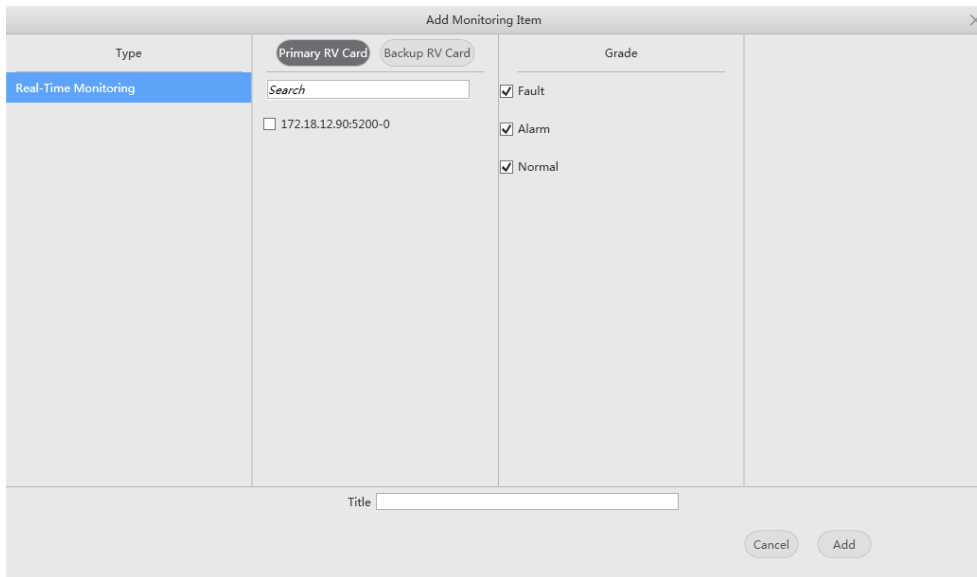 Add Monitoring Item
Type
Real-Time Monitoring
Primary RV Card
Backup RV Card
Search
172.18.12.90:5200-0
Grade
Fault
Alarm
Normal
Title
Cancel
Add